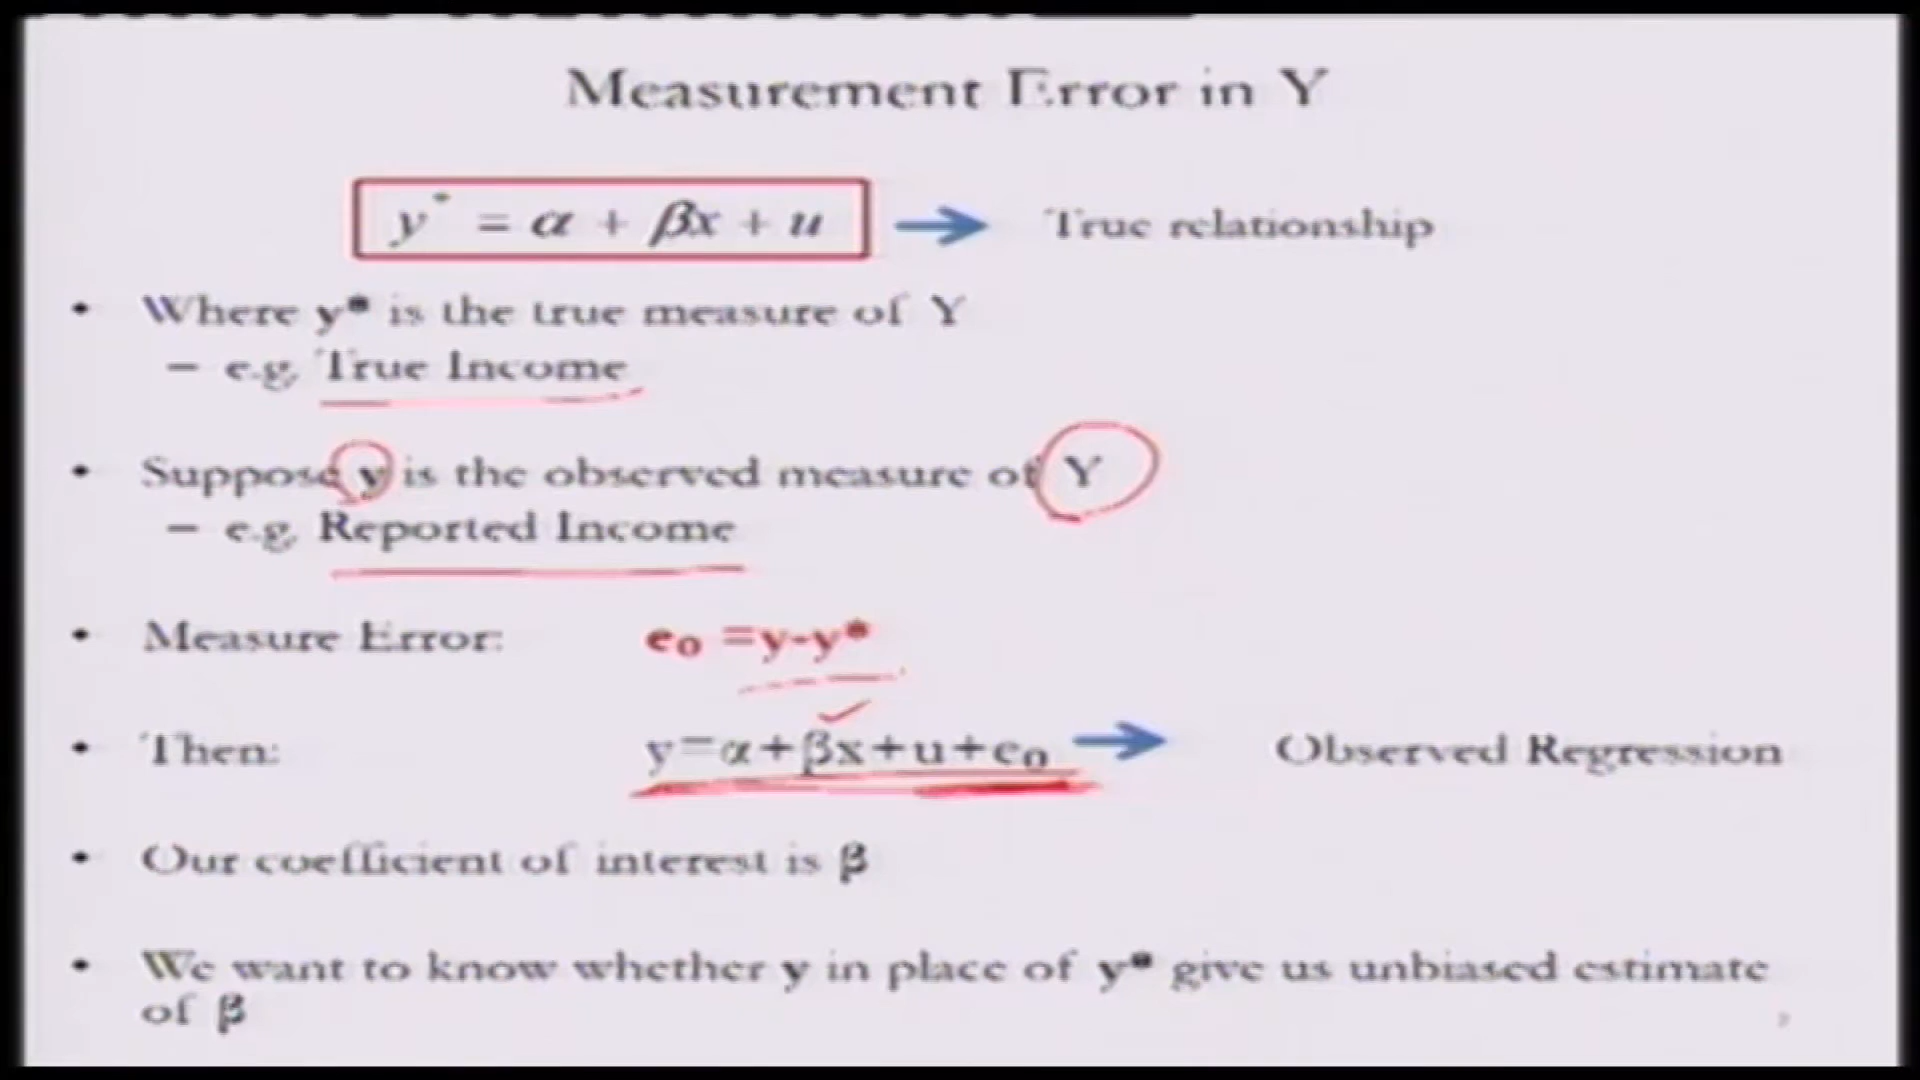 Measurement Error in Y
y* = α + βx + u True relationship
• Where y* is the true measure of Y
– e.g. True Income
• Suppose y is the observed measure of Y
– e.g. Reported Income
• Measure Error: e₀ =y-y*
• Then: y=α+βx+u+e₀ Observed Regression
• Our coefficient of interest is β
• We want to know whether y in place of y* give us unbiased estimate
of β